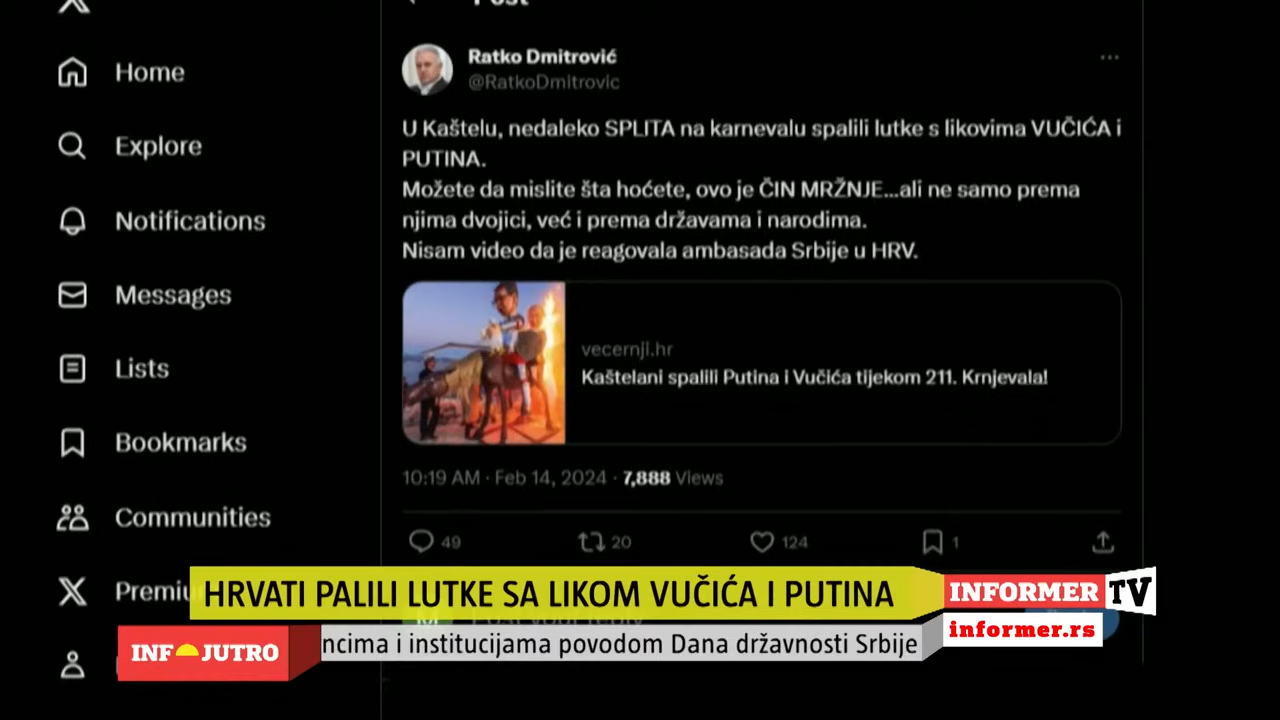 Post
Home
Explore
Notifications
Messages
Lists
Bookmarks
Communities
Ratko Dmitrović
@RatkoDmitrovic
U Kaštelu, nedaleko SPLITA na karnevalu spalili lutke s likovima VUČIĆA i
PUTINA.
Možete da mislite šta hoćete, ovo je ČIN MRŽNJE...ali ne samo prema
njima dvojici, već i prema državama i narodima.
Nisam video da je reagovala ambasada Srbije u HRV.
vecernji.hr
Kaštelani spalili Putina i Vučića tijekom 211. Krnjevala!
10:19 AM · Feb 14, 2024 · 7,888 Views
49 20 124 1
HRVATI PALILI LUTKE SA LIKOM VUČIĆA I PUTINA
INFORMER TV
informer.rs
INF JUTRO
ncima i institucijama povodom Dana državnosti Srbije